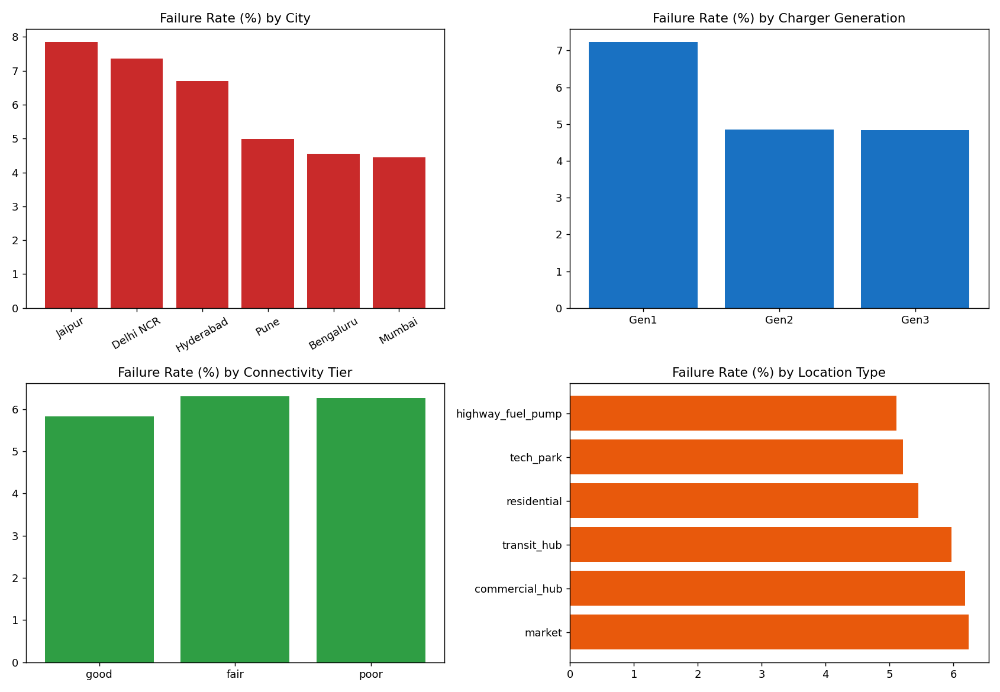 Failure Rate (%) by City
8
7
6
5
4
3
2
1
0
Jaipur
Delhi NCR
Hyderabad
Pune
Bengaluru
Mumbai
Failure Rate (%) by Charger Generation
7
6
5
4
3
2
1
0
Gen1
Gen2
Gen3
Failure Rate (%) by Connectivity Tier
6
5
4
3
2
1
0
good
fair
poor
Failure Rate (%) by Location Type
highway_fuel_pump
tech_park
residential
transit_hub
commercial_hub
market
0
1
2
3
4
5
6